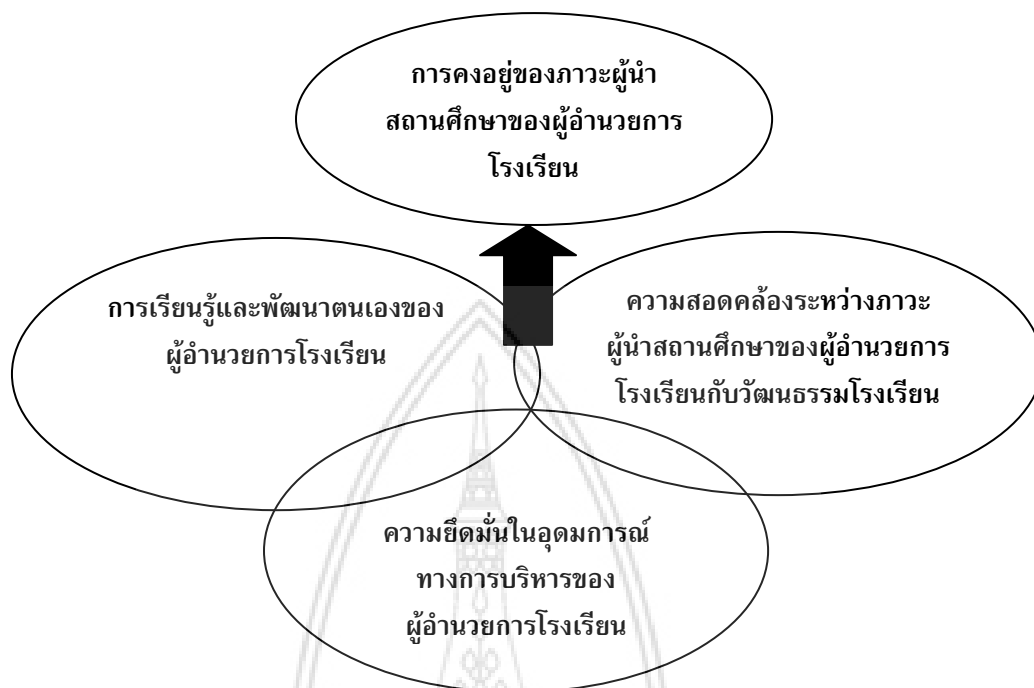 การคงอยู่ของภาวะผู้นำ
สถานศึกษาของผู้อำนวยการ
โรงเรียน
การเรียนรู้และพัฒนาตนเองของ
ผู้อำนวยการโรงเรียน
ความสอดคล้องระหว่างภาวะ
ผู้นำสถานศึกษาของผู้อำนวยการ
โรงเรียนกับวัฒนธรรมโรงเรียน
ความยึดมั่นในอุดมการณ์
ทางการบริหารของ
ผู้อำนวยการโรงเรียน